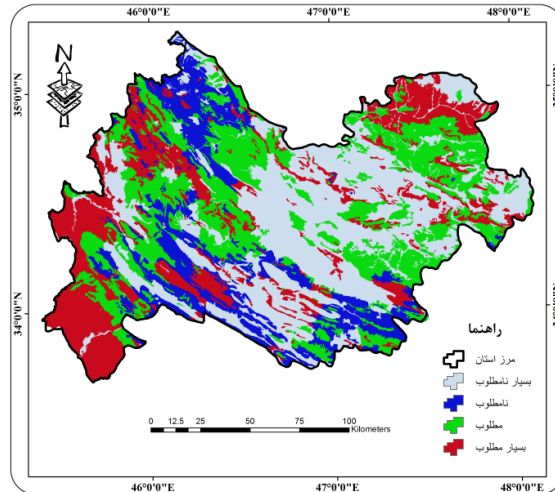 46°0'0"E 47°0'0"E 48°0'0"E
N
35°0'0"N
34°0'0"N
راهنما
مرز استان
بسیار نامطلوب
نامطلوب
مطلوب
بسیار مطلوب
0 12.5 25 50 75 100
Kilometers
46°0'0"E 47°0'0"E 48°0'0"E